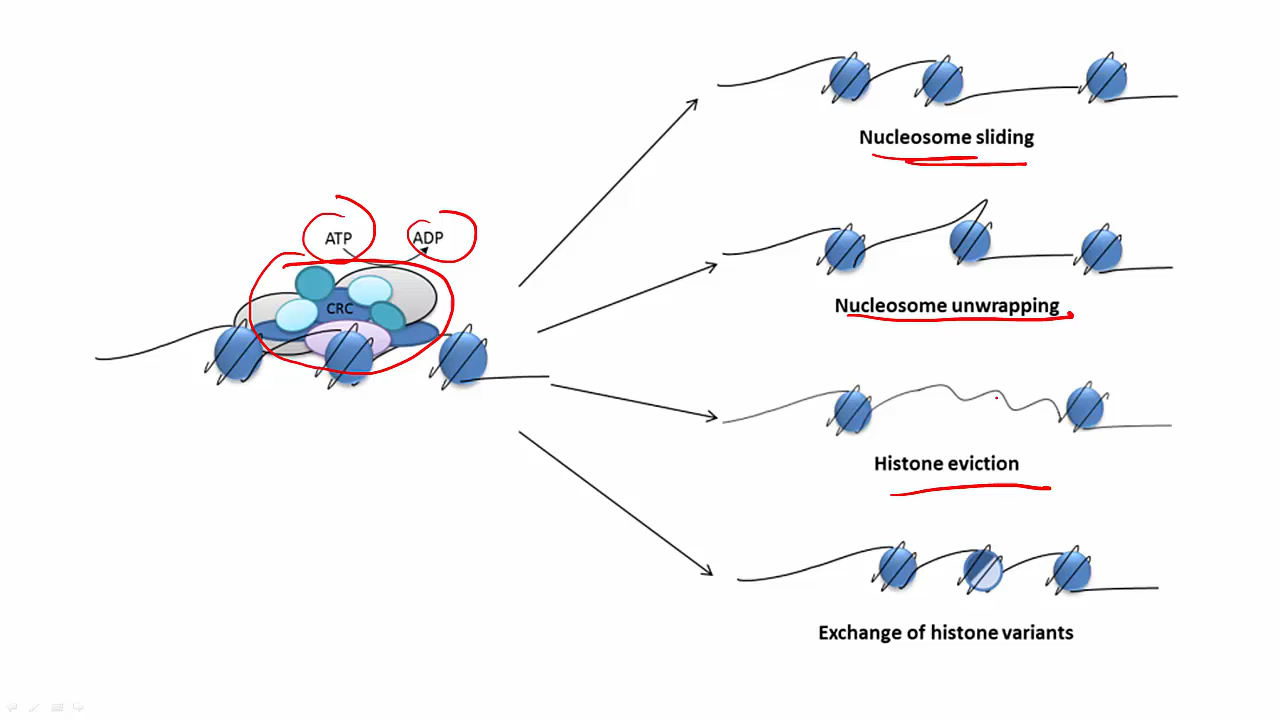 ATP
ADP
CRC
Nucleosome sliding
Nucleosome unwrapping
Histone eviction
Exchange of histone variants